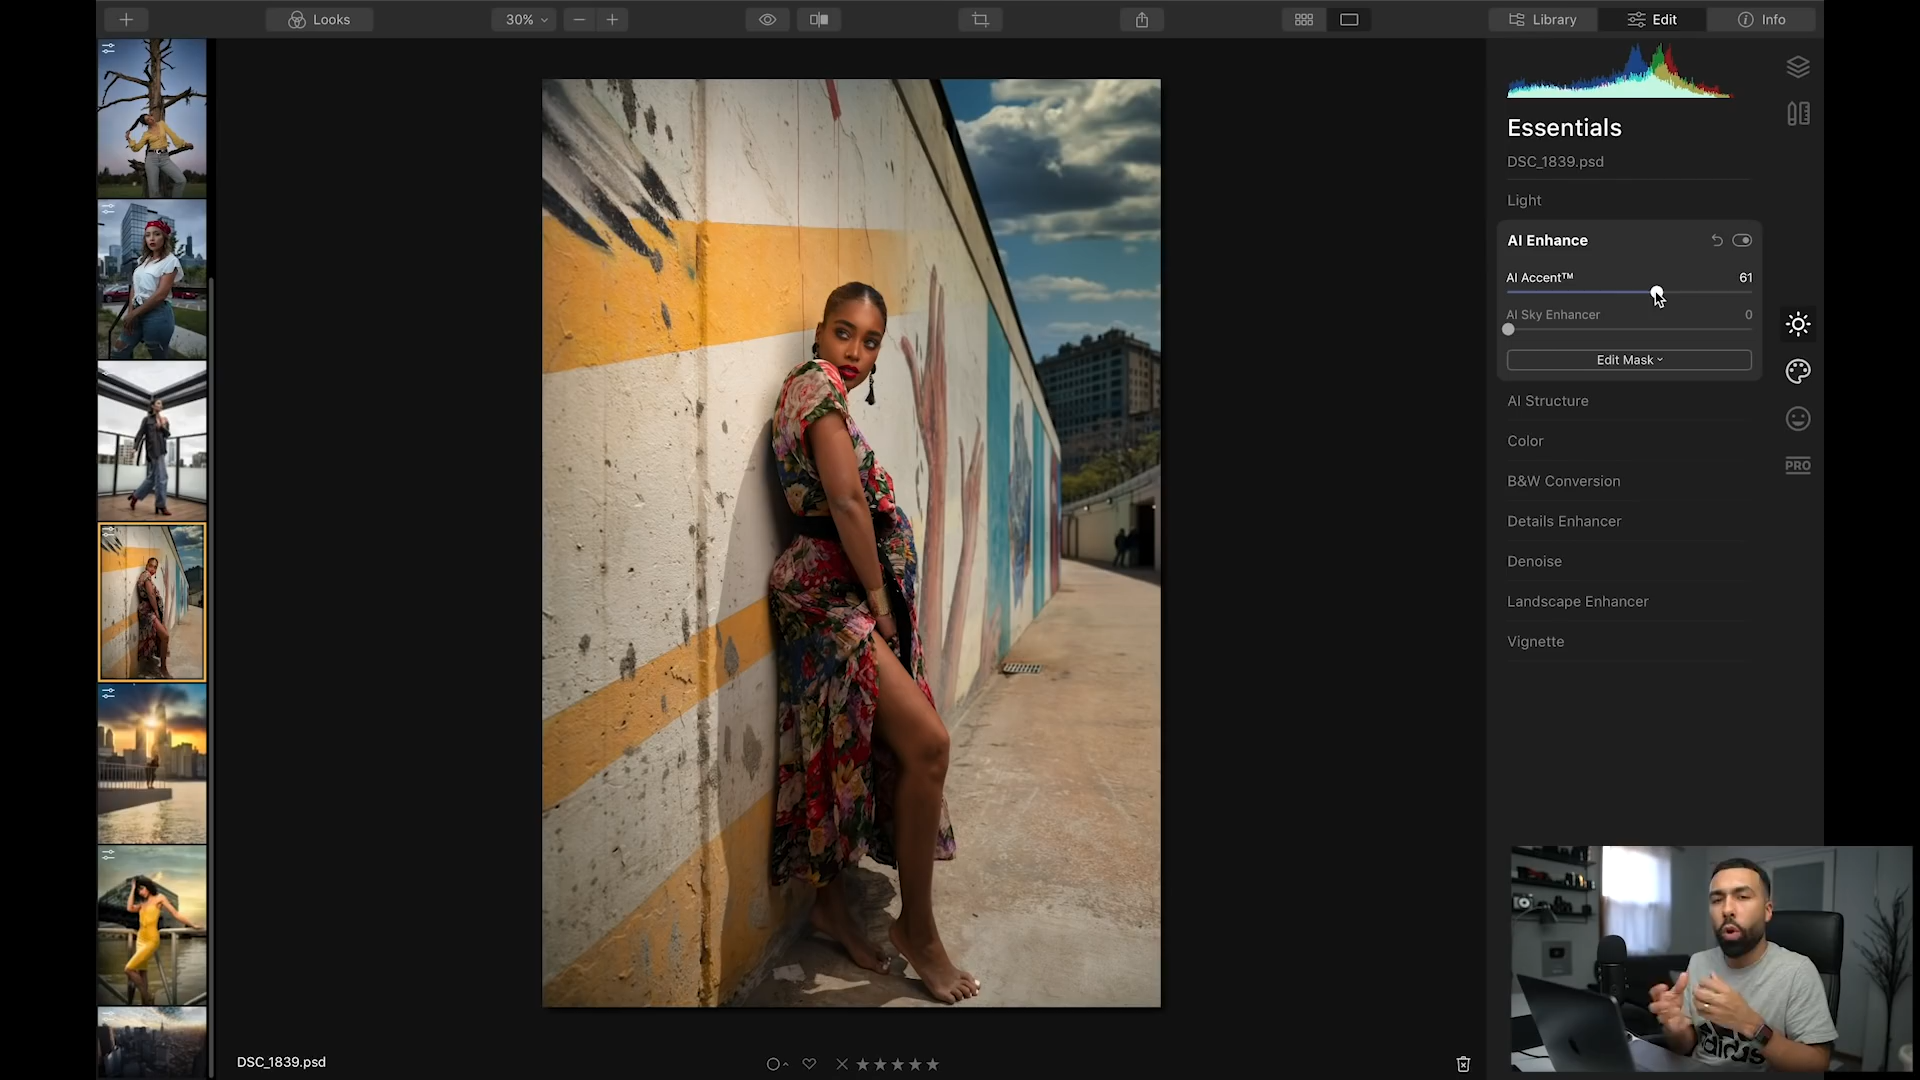 Looks
30%
Library
Edit
Info
Essentials
DSC_1839.psd
Light
AI Enhance
AI Accent™ 61
AI Sky Enhancer 0
Edit Mask
AI Structure
Color
B&W Conversion
Details Enhancer
Denoise
Landscape Enhancer
Vignette
PRO
DSC_1839.psd
adidas